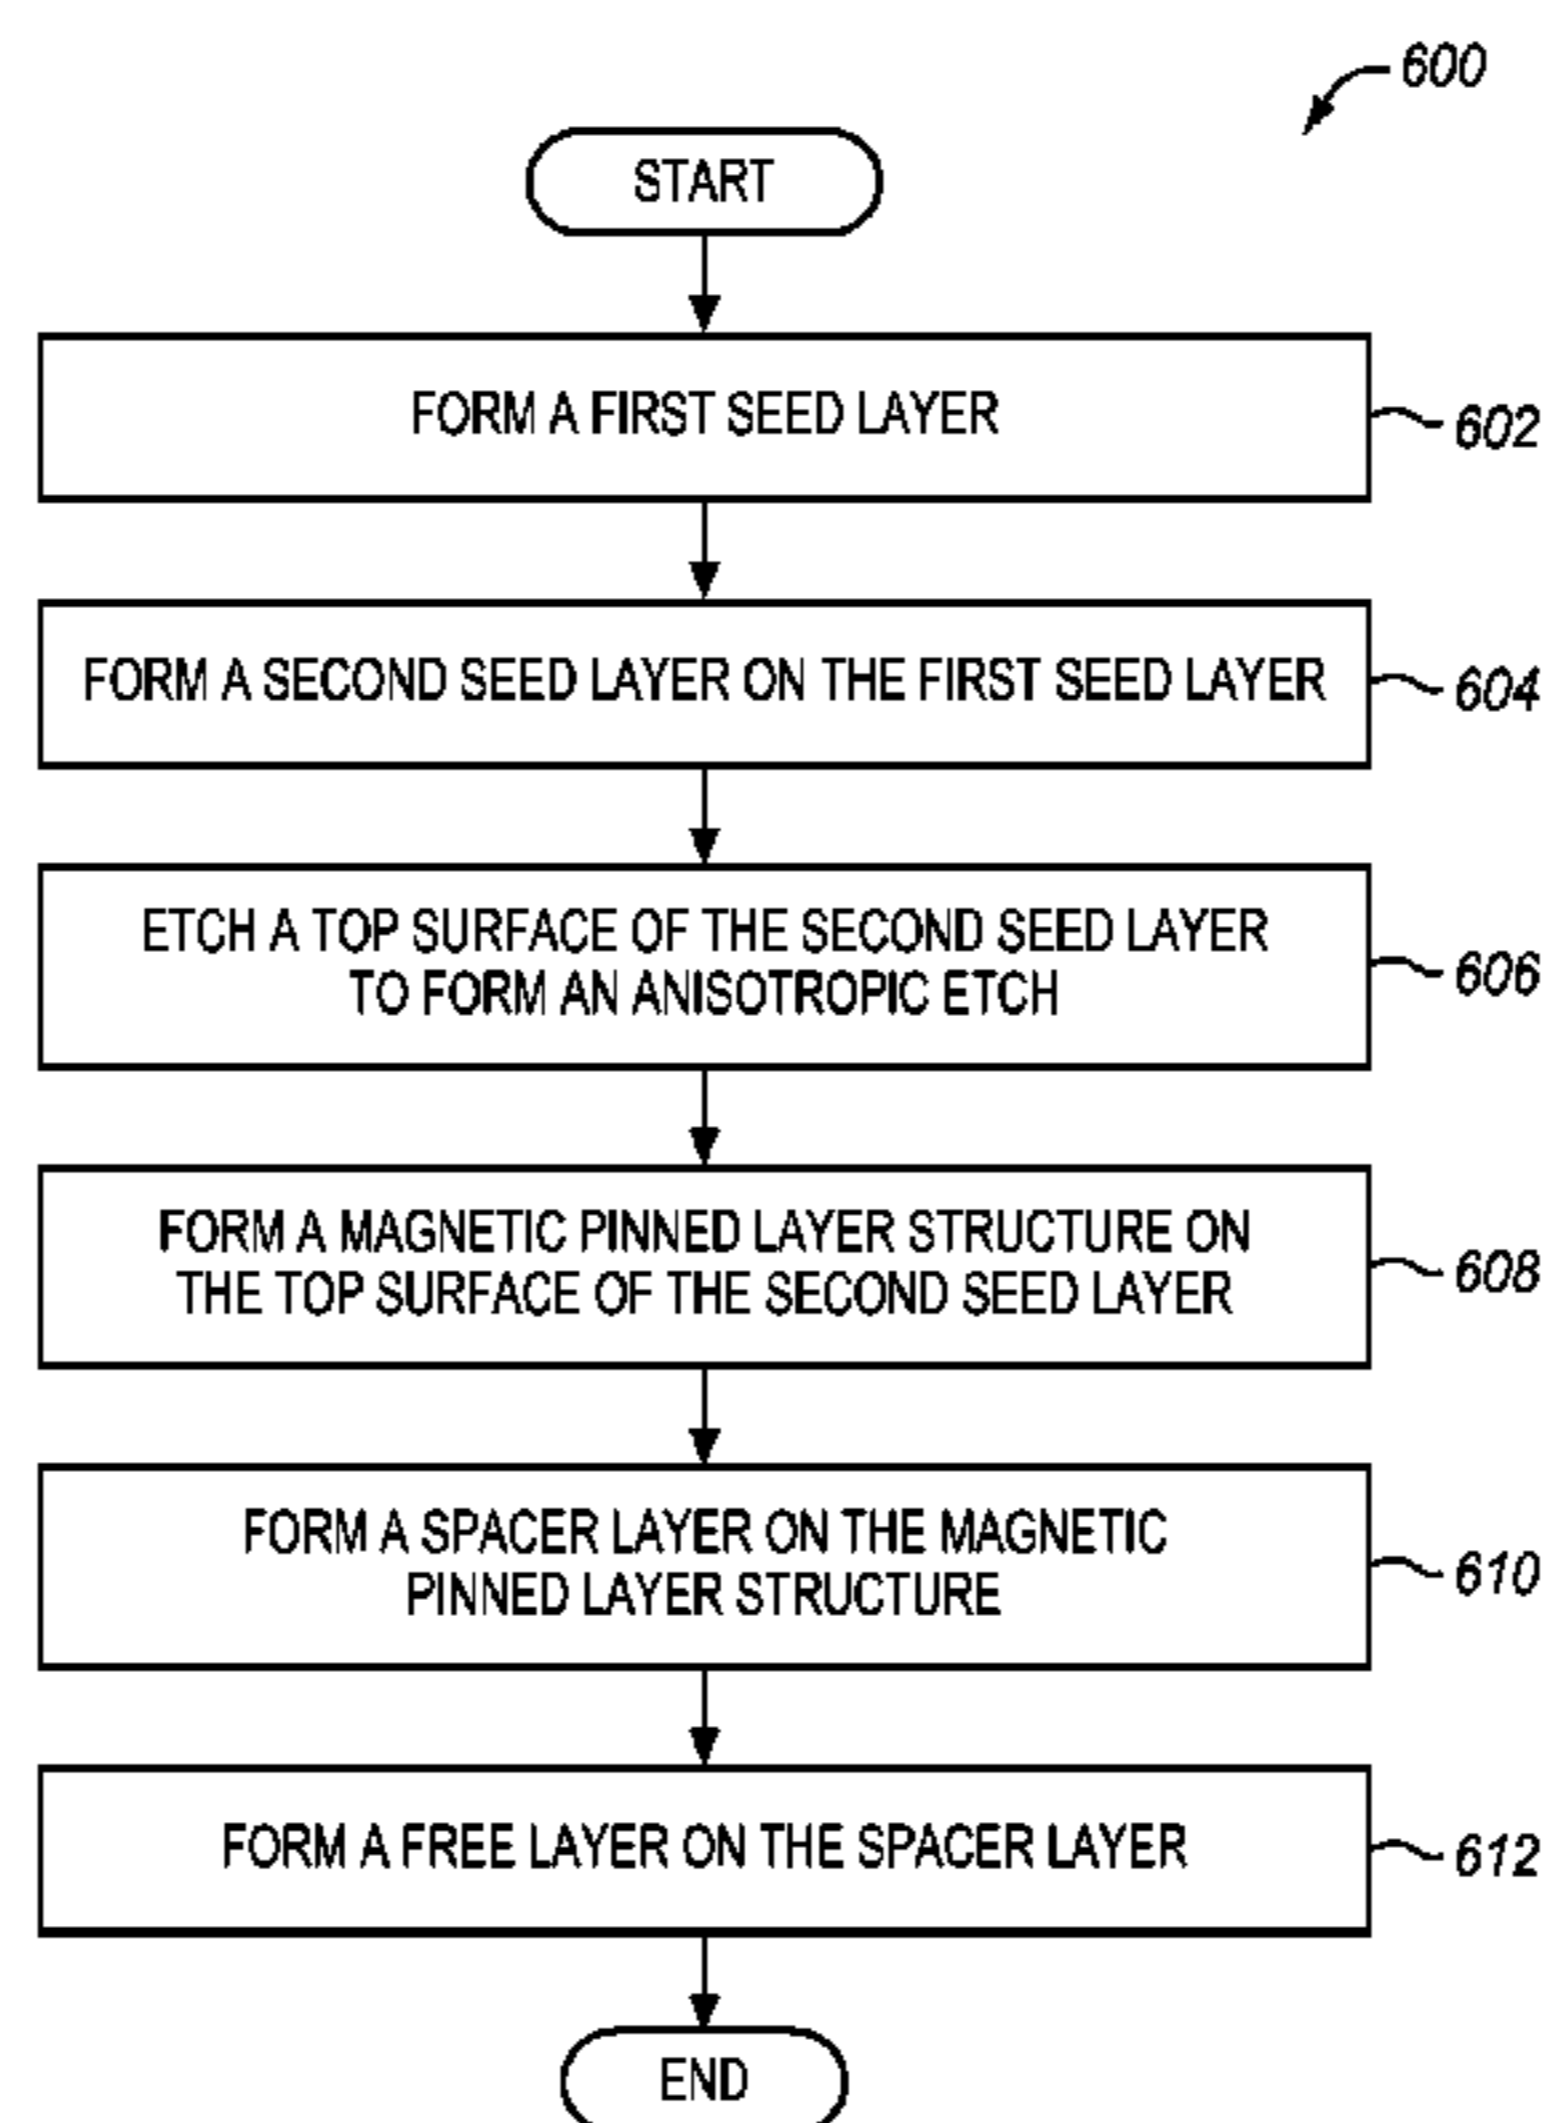 600
START
FORM A FIRST SEED LAYER
602
FORM A SECOND SEED LAYER ON THE FIRST SEED LAYER
604
ETCH A TOP SURFACE OF THE SECOND SEED LAYER
TO FORM AN ANISOTROPIC ETCH
606
FORM A MAGNETIC PINNED LAYER STRUCTURE ON
THE TOP SURFACE OF THE SECOND SEED LAYER
608
FORM A SPACER LAYER ON THE MAGNETIC
PINNED LAYER STRUCTURE
610
FORM A FREE LAYER ON THE SPACER LAYER
612
END